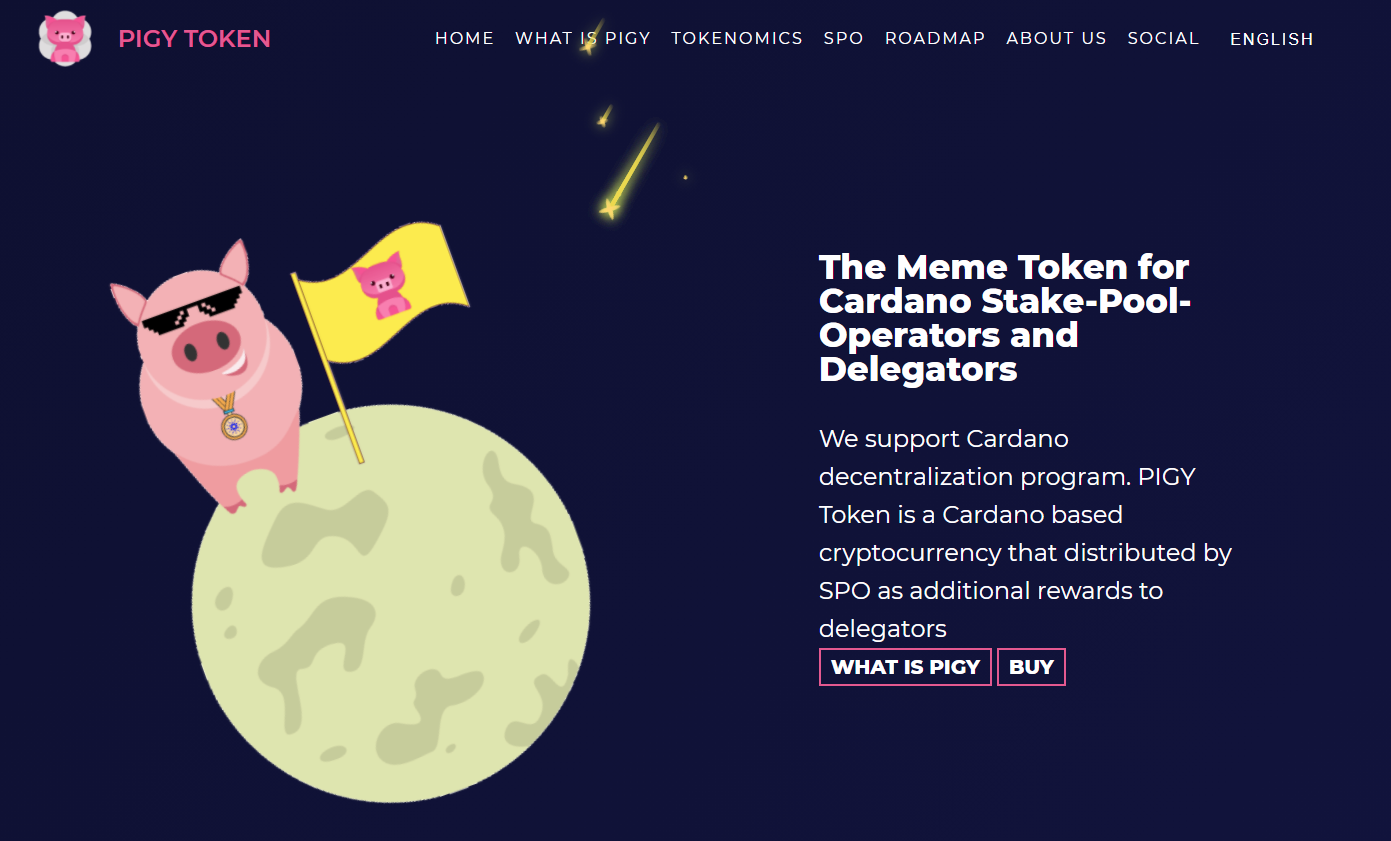 PIGY TOKEN
HOME WHAT IS PIGY TOKENOMICS SPO ROADMAP ABOUT US SOCIAL ENGLISH
The Meme Token for
Cardano Stake-Pool-
Operators and
Delegators
We support Cardano
decentralization program. PIGY
Token is a Cardano based
cryptocurrency that distributed by
SPO as additional rewards to
delegators
WHAT IS PIGY BUY